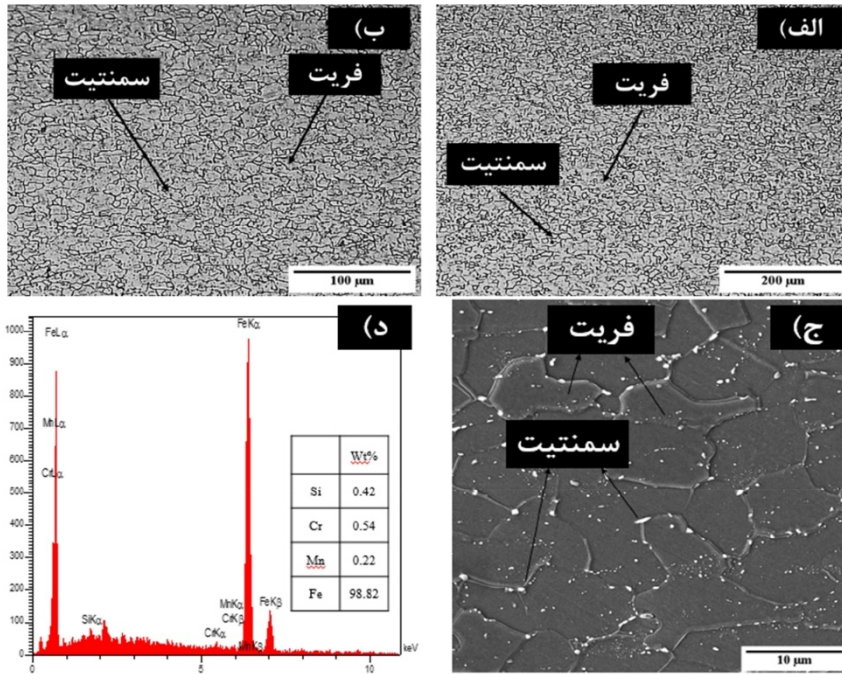 الف)
فریت
سمنتیت
200 µm
ب)
فریت
سمنتیت
100 µm
ج)
فریت
سمنتیت
10 µm
د)
FeLα
MnLα
CrLα
SiKα
CrKα
MnKα
CrKβ
MnKβ
FeKα
FeKβ
1000
900
800
700
600
500
400
300
200
100
0
0 5 10 keV
Wt%
Si 0.42
Cr 0.54
Mn 0.22
Fe 98.82